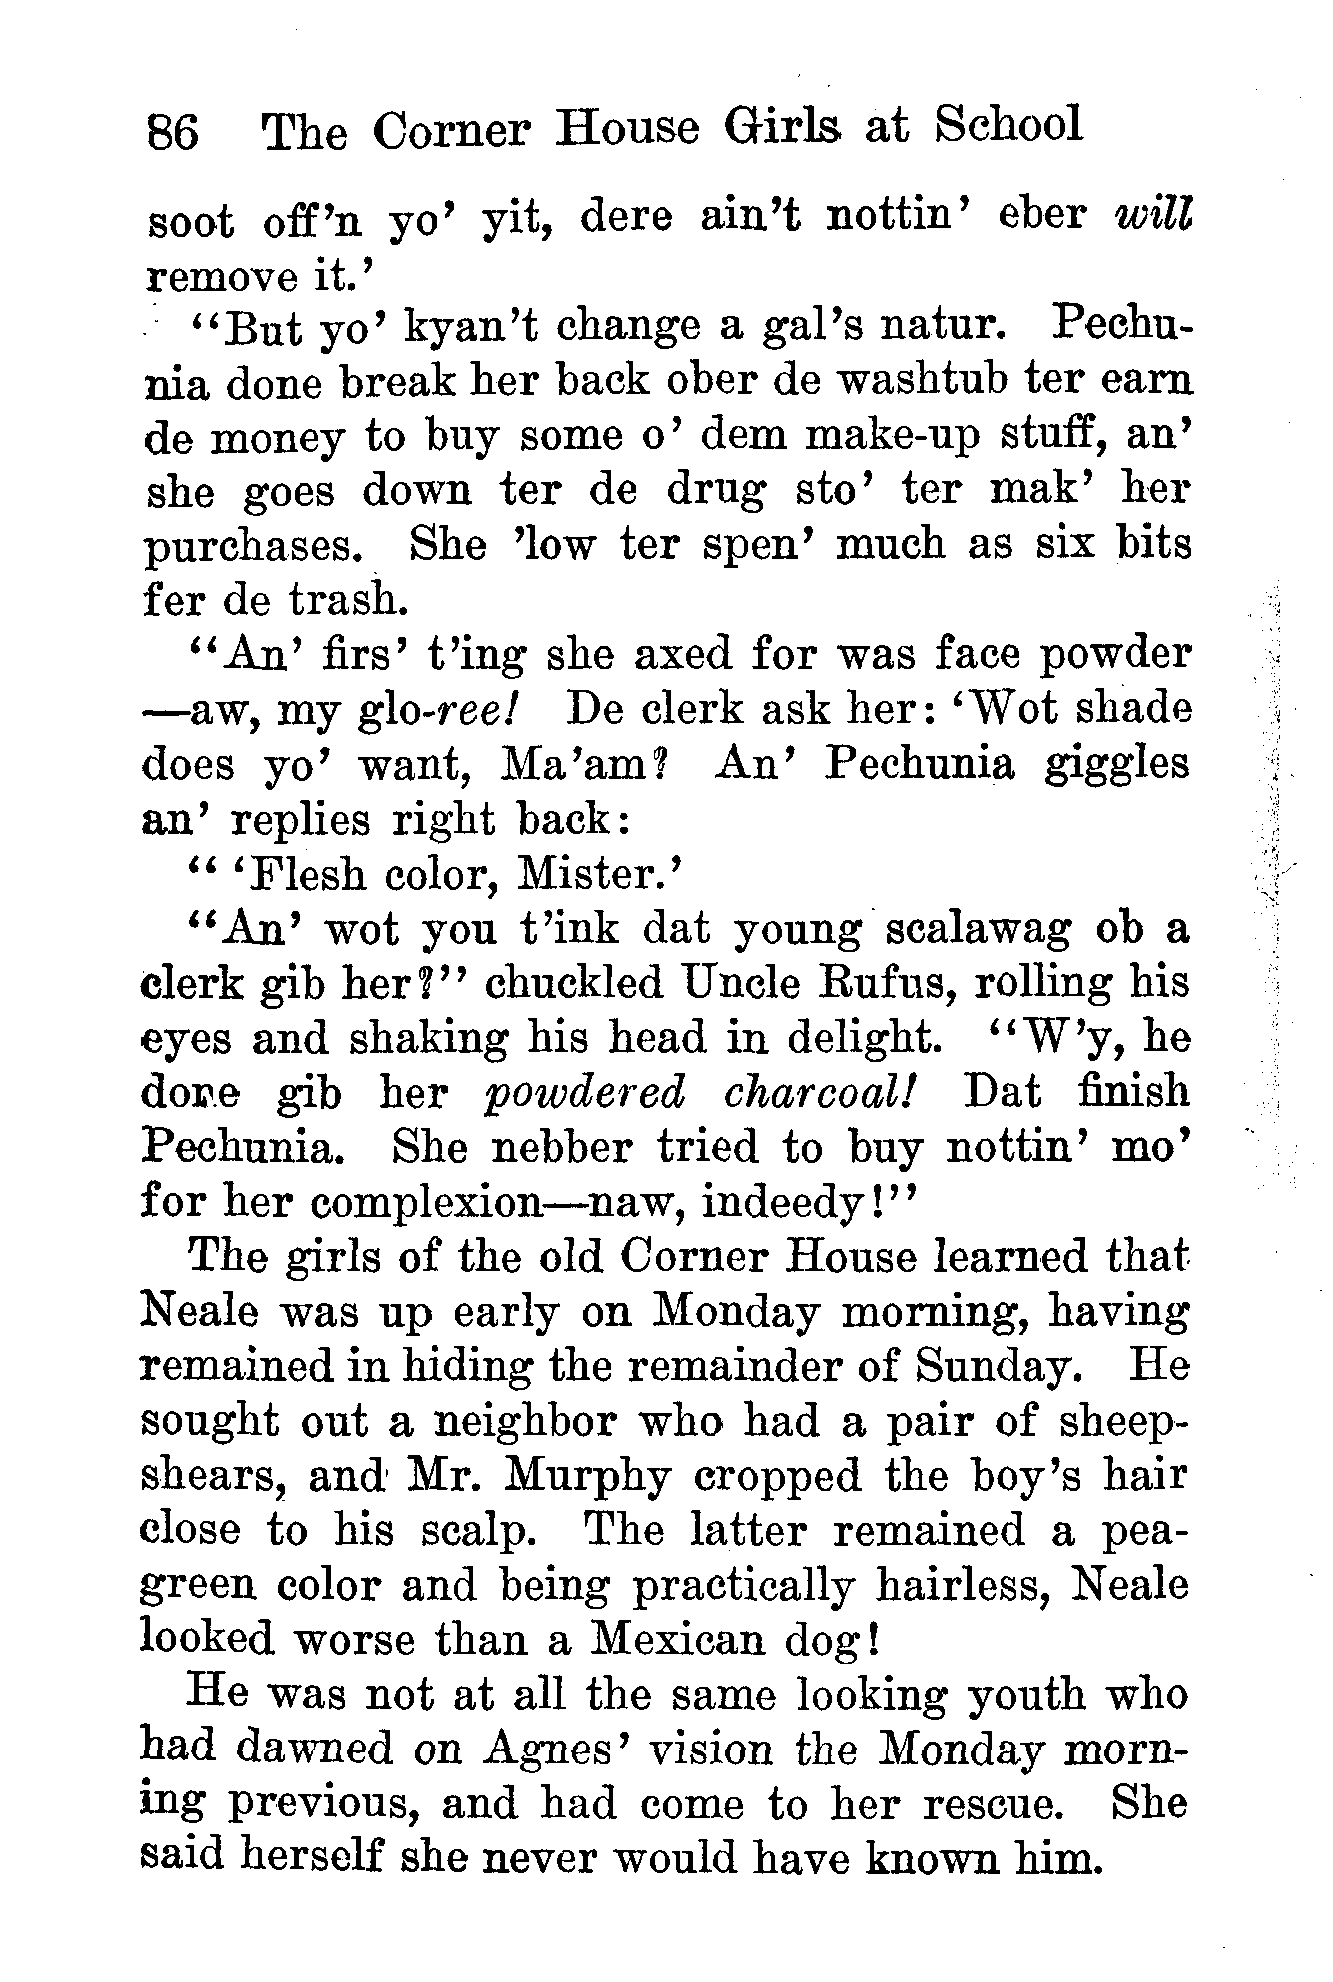 86 The Corner House Girls at School
soot off'n yo' yit, dere ain't nottin' eber will
remove it.'
"But yo' kyan't change a gal's natur. Pechu-
nia done break her back ober de washtub ter earn
de money to buy some o' dem make-up stuff, an'
she goes down ter de drug sto' ter mak' her
purchases. She 'low ter spen' much as six bits
fer de trash.
"An' firs' t'ing she axed for was face powder
—aw, my glo-ree! De clerk ask her: 'Wot shade
does yo' want, Ma'am? An' Pechunia giggles
an' replies right back:
" 'Flesh color, Mister.'
"An' wot you t'ink dat young scalawag ob a
clerk gib her?" chuckled Uncle Rufus, rolling his
eyes and shaking his head in delight. "W'y, he
done gib her powdered charcoal! Dat finish
Pechunia. She nebber tried to buy nottin' mo'
for her complexion—naw, indeedy!"
The girls of the old Corner House learned that
Neale was up early on Monday morning, having
remained in hiding the remainder of Sunday. He
sought out a neighbor who had a pair of sheep-
shears, and Mr. Murphy cropped the boy's hair
close to his scalp. The latter remained a pea-
green color and being practically hairless, Neale
looked worse than a Mexican dog!
He was not at all the same looking youth who
had dawned on Agnes' vision the Monday morn-
ing previous, and had come to her rescue. She
said herself she never would have known him.